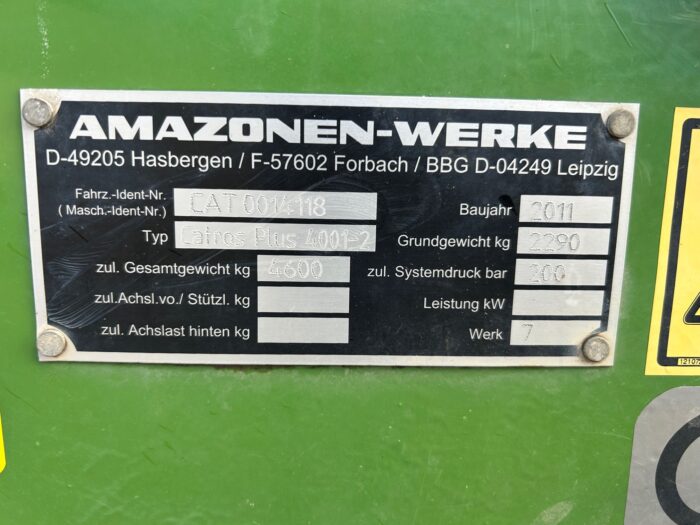 AMAZONEN-WERKE
D-49205 Hasbergen / F-57602 Forbach / BBG D-04249 Leipzig
Fahrz.-Ident-Nr.
( Masch.-Ident-Nr.) CAT0014118
Typ Catros Plus 4001-2
zul. Gesamtgewicht kg 4600
zul.Achsl.vo./ Stützl. kg
zul. Achslast hinten kg
Baujahr 2011
Grundgewicht kg 2290
zul. Systemdruck bar 200
Leistung kW
Werk 7